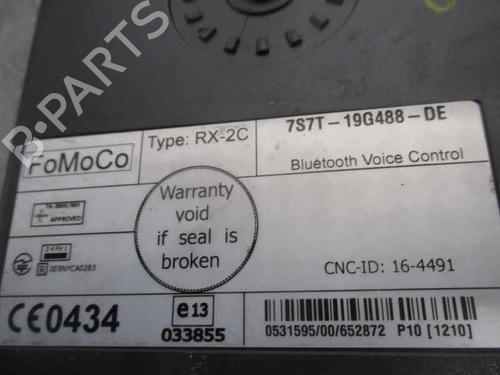 B-PARTS
FoMoCo
Type: RX-2C
7S7T-19G488-DE
Bluetooth Voice Control
Warranty
void
if seal is
broken
APPROVED
R 005NYCA0283
CNC-ID: 16-4491
CE0434
e13
033855
0531595/00/652872 P10 [1210]